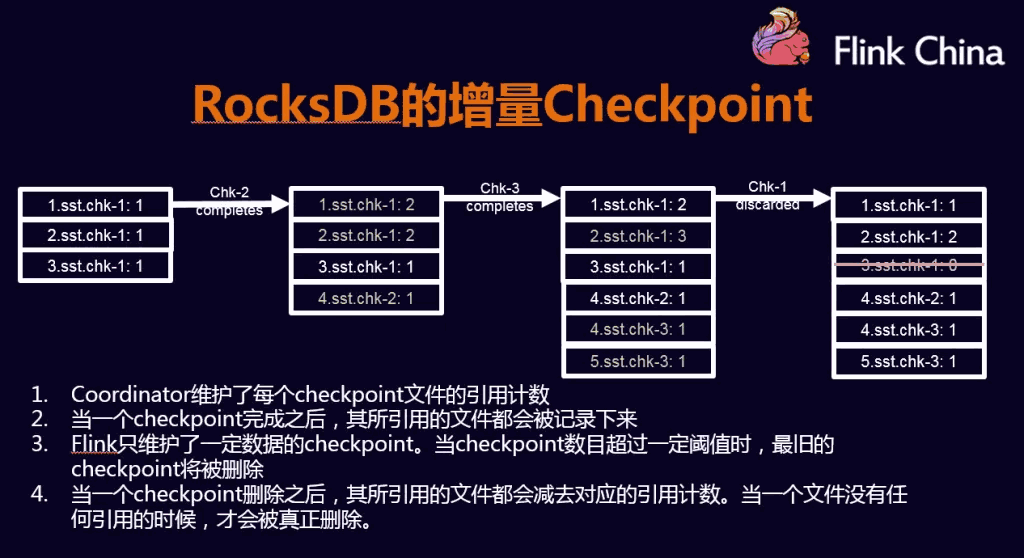 Flink China
RocksDB的增量Checkpoint
Chk-2
completes
Chk-3
completes
Chk-1
discarded
1.sst.chk-1: 1
2.sst.chk-1: 1
3.sst.chk-1: 1
1.sst.chk-1: 2
2.sst.chk-1: 2
3.sst.chk-1: 1
4.sst.chk-2: 1
1.sst.chk-1: 2
2.sst.chk-1: 3
3.sst.chk-1: 1
4.sst.chk-2: 1
4.sst.chk-3: 1
5.sst.chk-3: 1
1.sst.chk-1: 1
2.sst.chk-1: 2
3.sst.chk-1: 0
4.sst.chk-2: 1
4.sst.chk-3: 1
5.sst.chk-3: 1
1. Coordinator维护了每个checkpoint文件的引用计数
2. 当一个checkpoint完成之后，其所引用的文件都会被记录下来
3. Flink只维护了一定数据的checkpoint。当checkpoint数目超过一定阈值时，最旧的
checkpoint将被删除
4. 当一个checkpoint删除之后，其所引用的文件都会减去对应的引用计数。当一个文件没有任
何引用的时候，才会被真正删除。